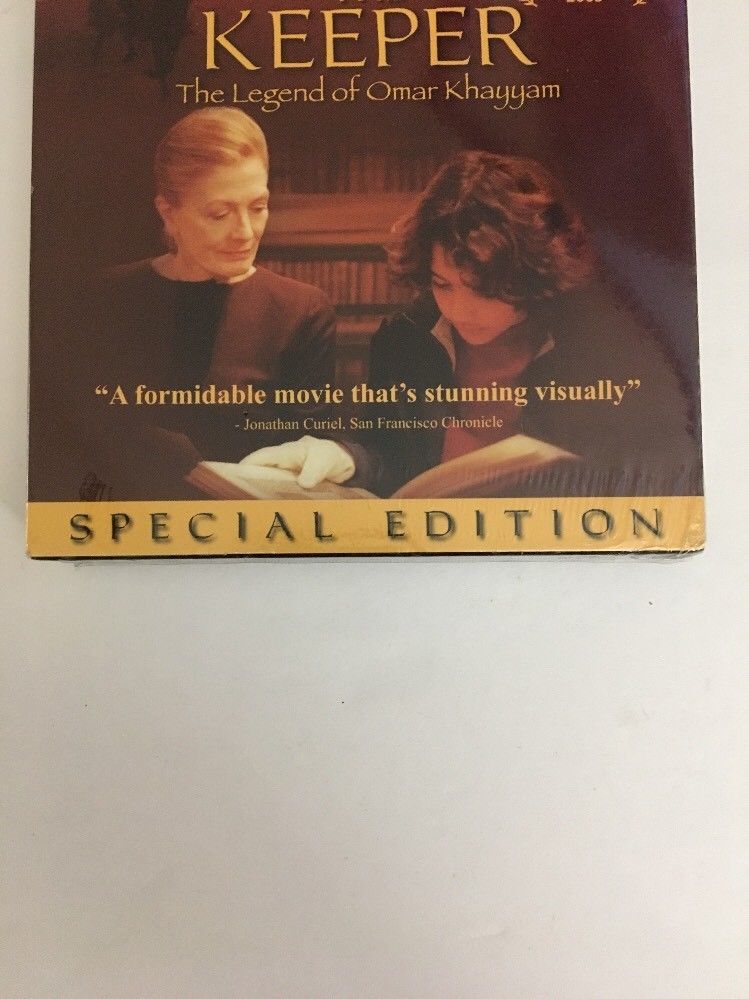 KEEPER
The Legend of Omar Khayyam
“A formidable movie that’s stunning visually”
- Jonathan Curiel, San Francisco Chronicle
SPECIAL EDITION